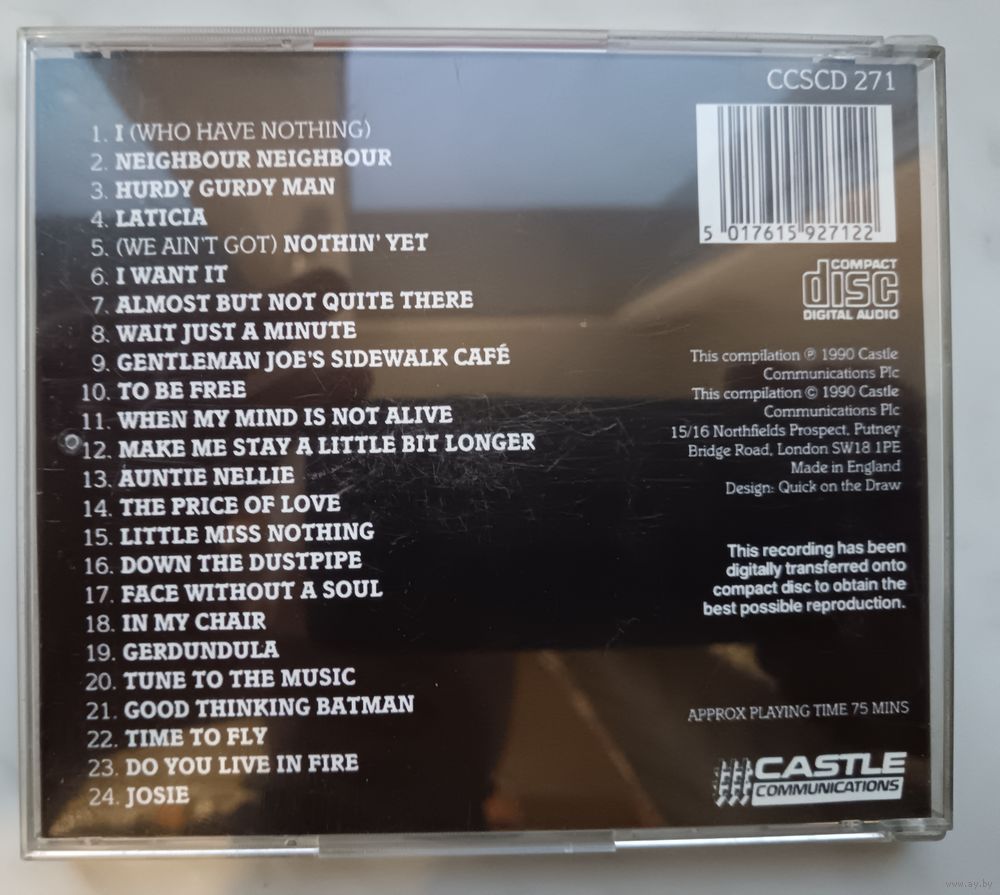 CCSCD 271
1. I (WHO HAVE NOTHING)
2. NEIGHBOUR NEIGHBOUR
3. HURDY GURDY MAN
4. LATICIA
5. (WE AIN'T GOT) NOTHIN' YET
6. I WANT IT
7. ALMOST BUT NOT QUITE THERE
8. WAIT JUST A MINUTE
9. GENTLEMAN JOE'S SIDEWALK CAFÉ
10. TO BE FREE
11. WHEN MY MIND IS NOT ALIVE
12. MAKE ME STAY A LITTLE BIT LONGER
13. AUNTIE NELLIE
14. THE PRICE OF LOVE
15. LITTLE MISS NOTHING
16. DOWN THE DUSTPIPE
17. FACE WITHOUT A SOUL
18. IN MY CHAIR
19. GERDUNDULA
20. TUNE TO THE MUSIC
21. GOOD THINKING BATMAN
22. TIME TO FLY
23. DO YOU LIVE IN FIRE
24. JOSIE
5 017615 927122
COMPACT
disc
DIGITAL AUDIO
This compilation ℗ 1990 Castle
Communications Plc
This compilation © 1990 Castle
Communications Plc
15/16 Northfields Prospect, Putney
Bridge Road, London SW18 1PE
Made in England
Design: Quick on the Draw
This recording has been
digitally transferred onto
compact disc to obtain the
best possible reproduction.
APPROX PLAYING TIME 75 MINS
CASTLE
COMMUNICATIONS
www.ay.by